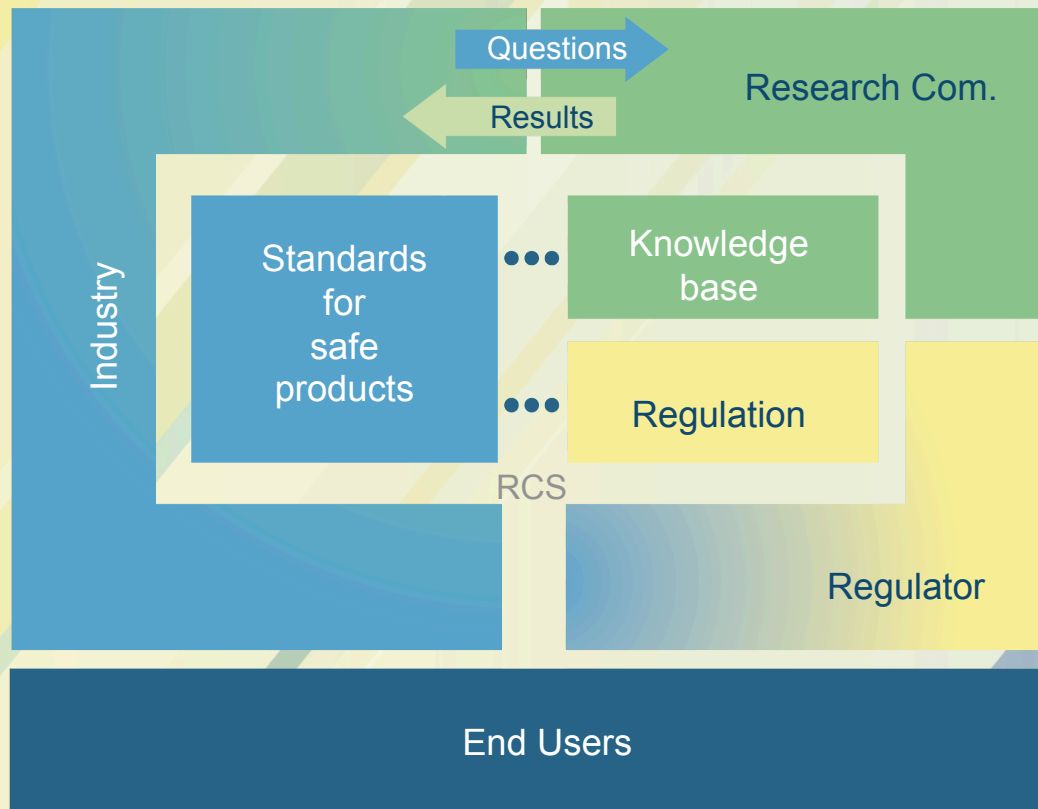 Questions
Research Com.
Results
Industry
Standards
for
safe
products
Knowledge
base
Regulation
RCS
Regulator
End Users